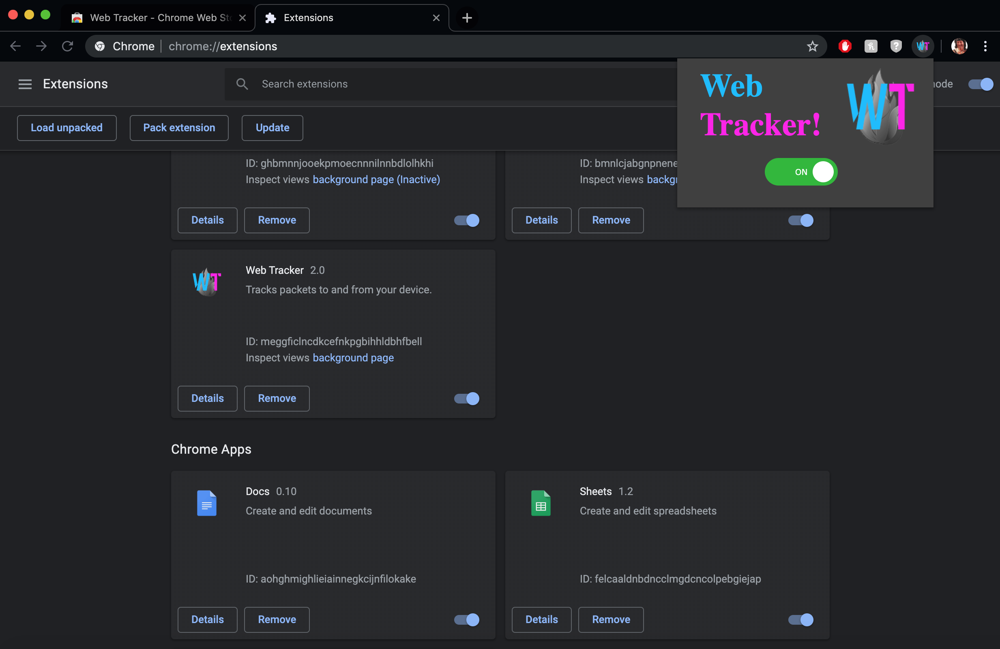 Web Tracker - Chrome Web St
Extensions
Chrome chrome://extensions
Extensions
Search extensions
Load unpacked
Pack extension
Update
Web
Tracker!
WT
ON
ID: ghbmnnjooekpmoecnnnilnnbdlolhkhi
Inspect views background page (Inactive)
Details
Remove
ID: bmnlcjabgnpnene
Inspect views
Details
Remove
WT
Web Tracker 2.0
Tracks packets to and from your device.
ID: meggficlncdkcefnkpgbihhldbhfbell
Inspect views background page
Details
Remove
Chrome Apps
Docs 0.10
Create and edit documents
ID: aohghmighlieiainnegkcijnfilokake
Details
Remove
Sheets 1.2
Create and edit spreadsheets
ID: felcaaldnbdncclmgdcncolpebgiejap
Details
Remove